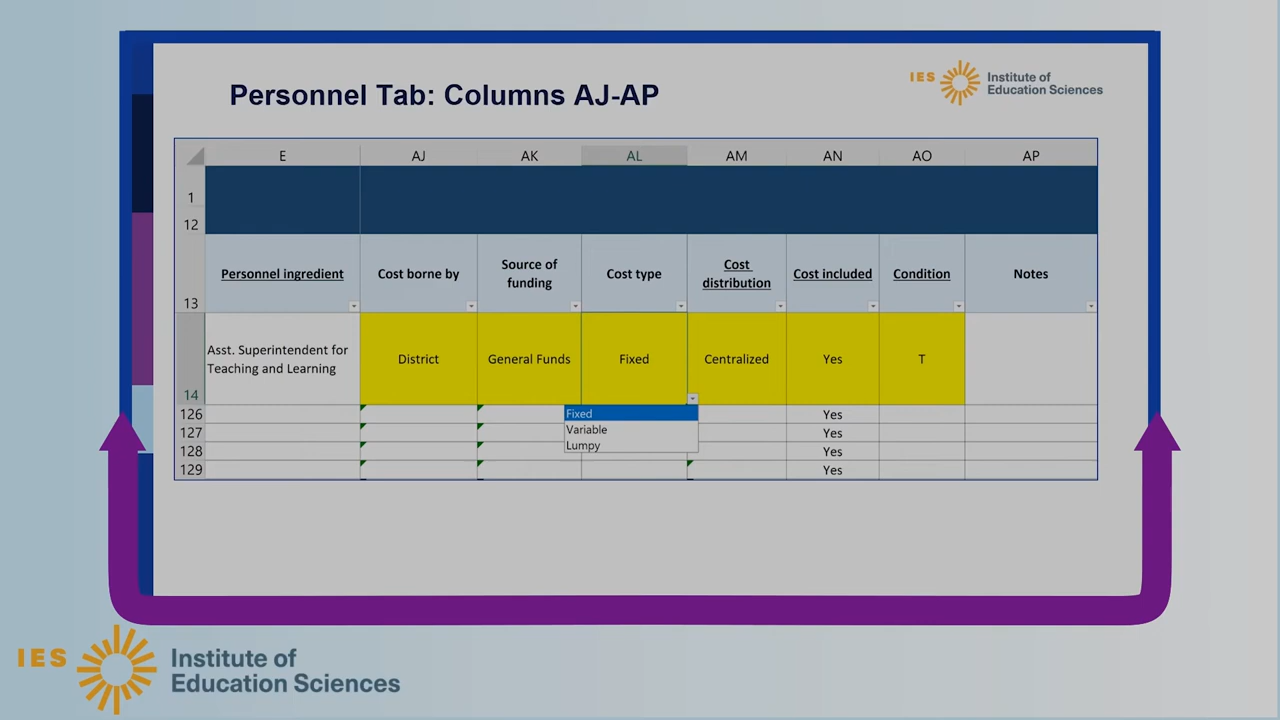 Personnel Tab: Columns AJ-AP
IES Institute of
Education Sciences
E AJ AK AL AM AN AO AP
1
12
13 Personnel ingredient Cost borne by Source of funding Cost type Cost distribution Cost included Condition Notes
14 Asst. Superintendent for Teaching and Learning District General Funds Fixed Centralized Yes T
126 Fixed Yes
127 Variable Yes
128 Lumpy Yes
129 Yes
IES Institute of
Education Sciences